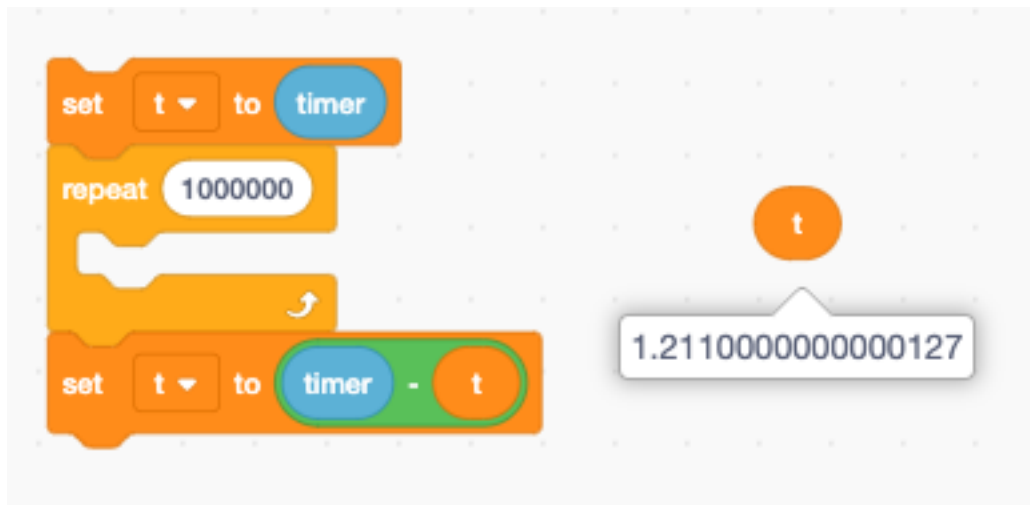 set t to timer
repeat 1000000
set t to timer - t
t
1.2110000000000127